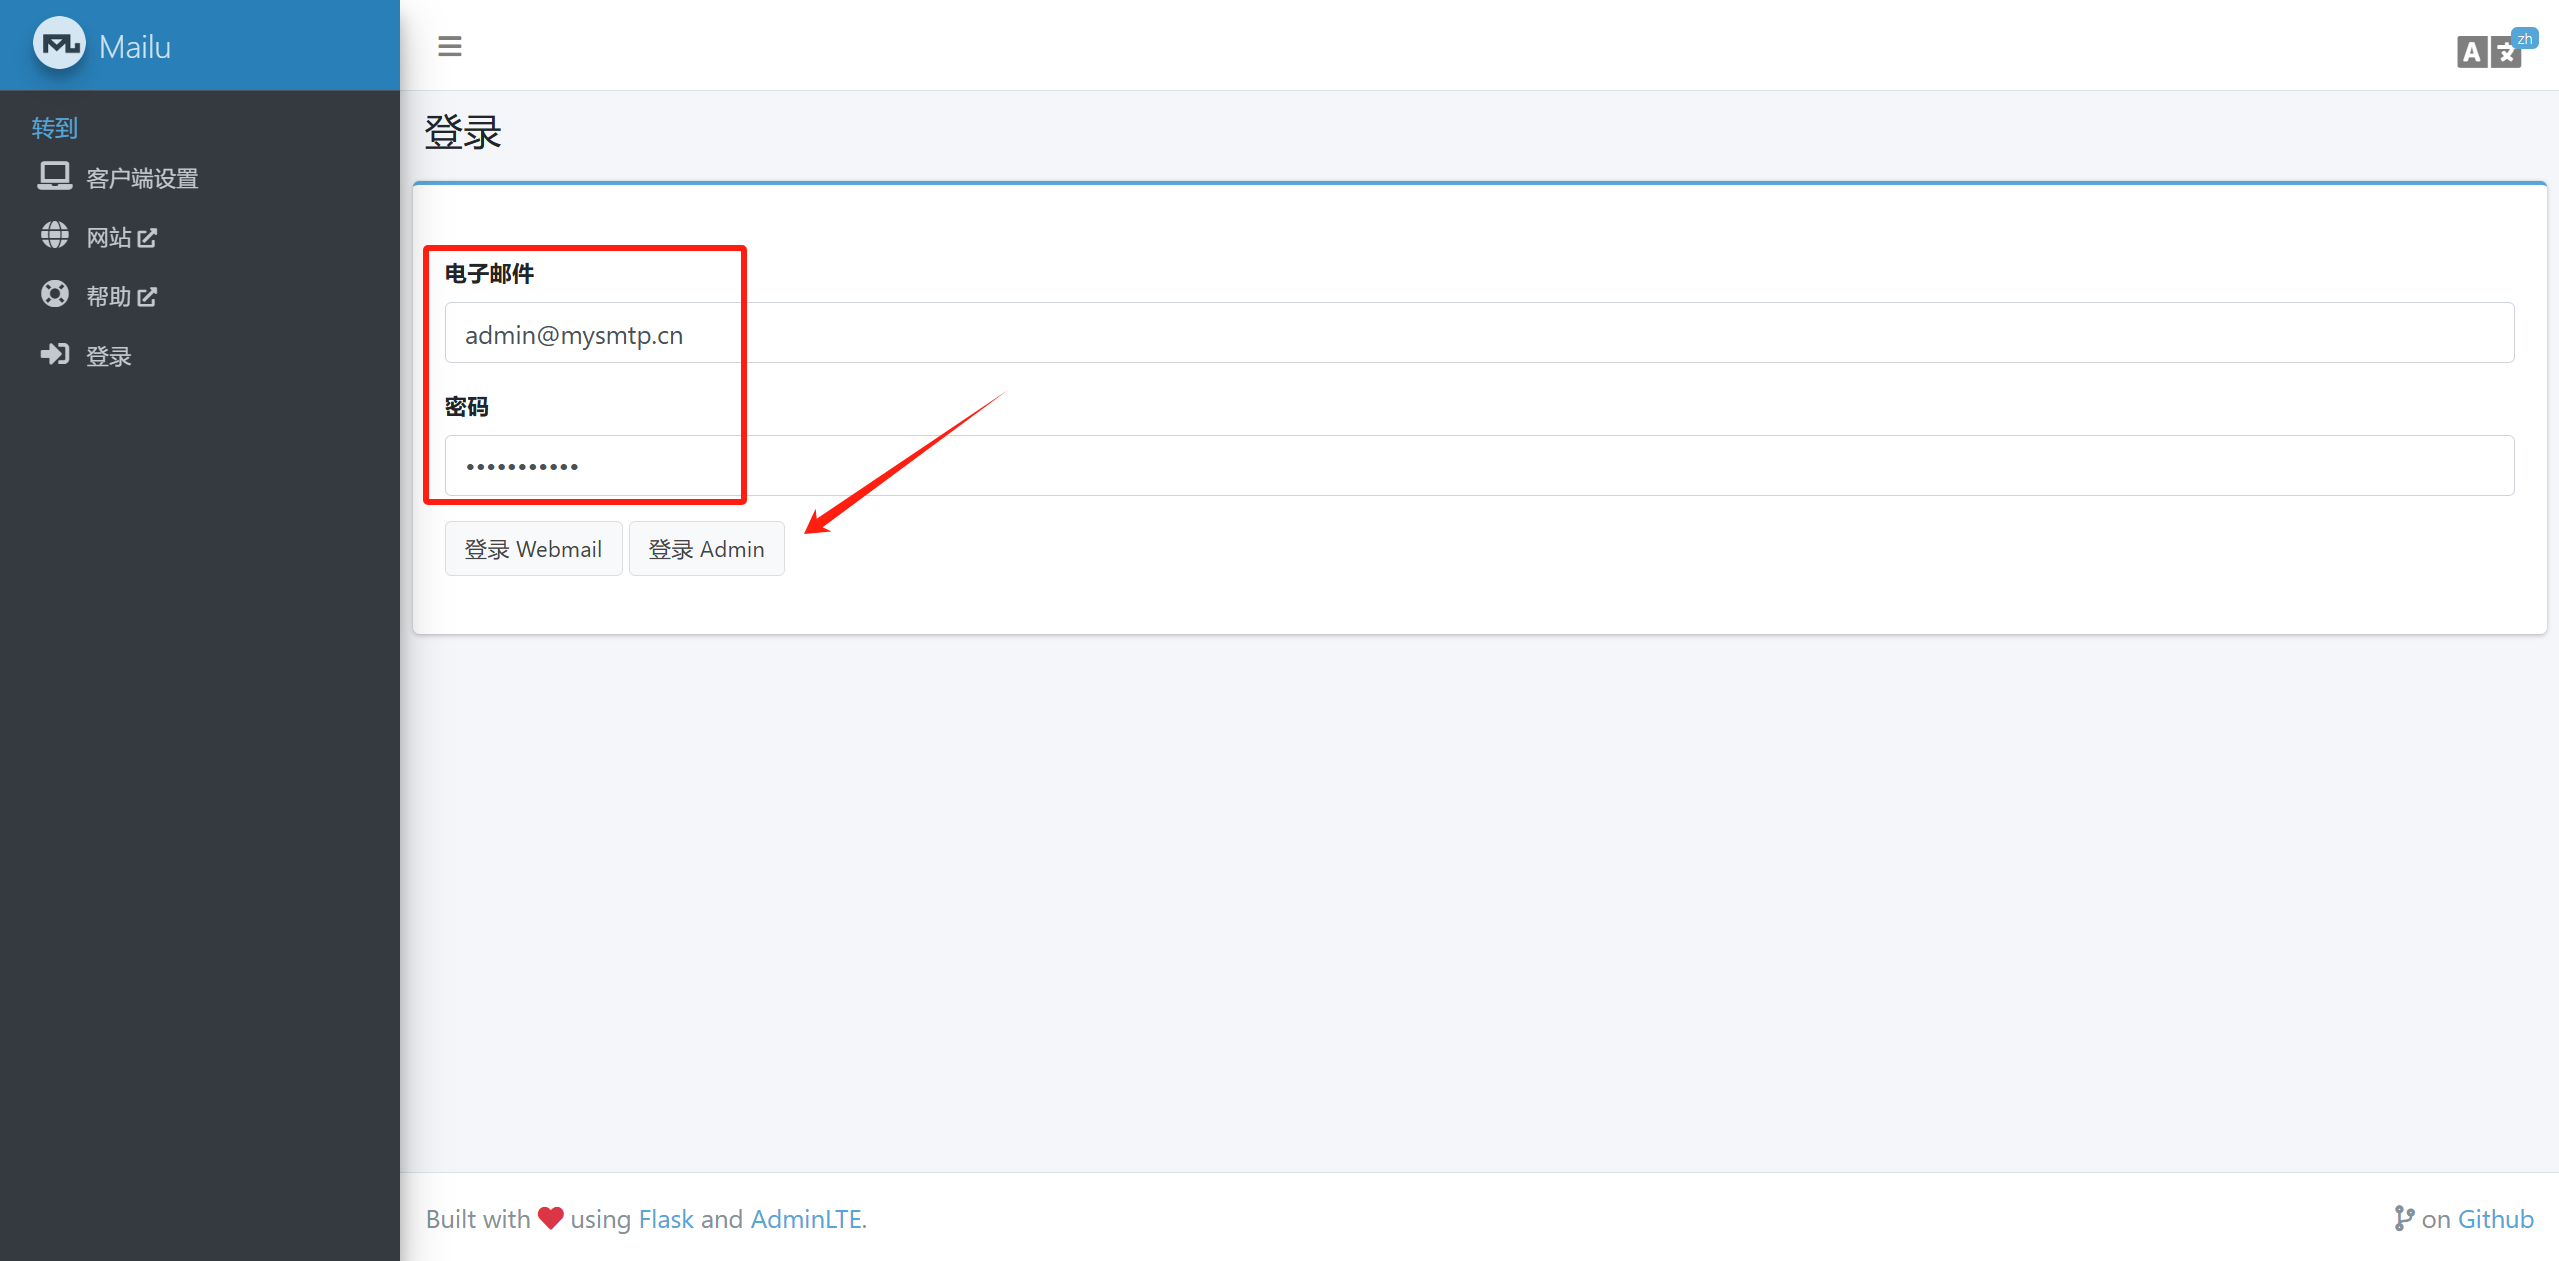 Mailu
zh
转到
客户端设置
网站
帮助
登录
登录
电子邮件
admin@mysmtp.cn
密码
•••••••••••
登录 Webmail
登录 Admin
Built with ❤ using Flask and AdminLTE.
on Github